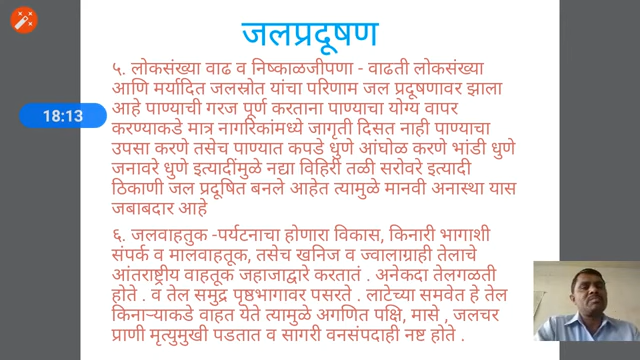 जलप्रदूषण
५. लोकसंख्या वाढ व निष्काळजीपणा - वाढती लोकसंख्या
आणि मर्यादित जलस्रोत यांचा परिणाम जल प्रदूषणावर झाला
आहे पाण्याची गरज पूर्ण करताना पाण्याचा योग्य वापर
करण्याकडे मात्र नागरिकांमध्ये जागृती दिसत नाही पाण्याचा
उपसा करणे तसेच पाण्यात कपडे धुणे आंघोळ करणे भांडी धुणे
जनावरे धुणे इत्यादींमुळे नद्या विहिरी तळी सरोवरे इत्यादी
ठिकाणी जल प्रदूषित बनले आहेत त्यामुळे मानवी अनास्था यास
जबाबदार आहे
६. जलवाहतुक -पर्यटनाचा होणारा विकास, किनारी भागाशी
संपर्क व मालवाहतूक, तसेच खनिज व ज्वालाग्राही तेलाचे
आंतराष्ट्रीय वाहतूक जहाजाद्वारे करतातं . अनेकदा तेलगळती
होते . व तेल समुद्र पृष्ठभागावर पसरते . लाटेच्या समवेत हे तेल
किनाऱ्याकडे वाहत येते त्यामुळे अगणित पक्षि, मासे , जलचर
प्राणी मृत्युमुखी पडतात व सागरी वनसंपदाही नष्ट होते .
18:13